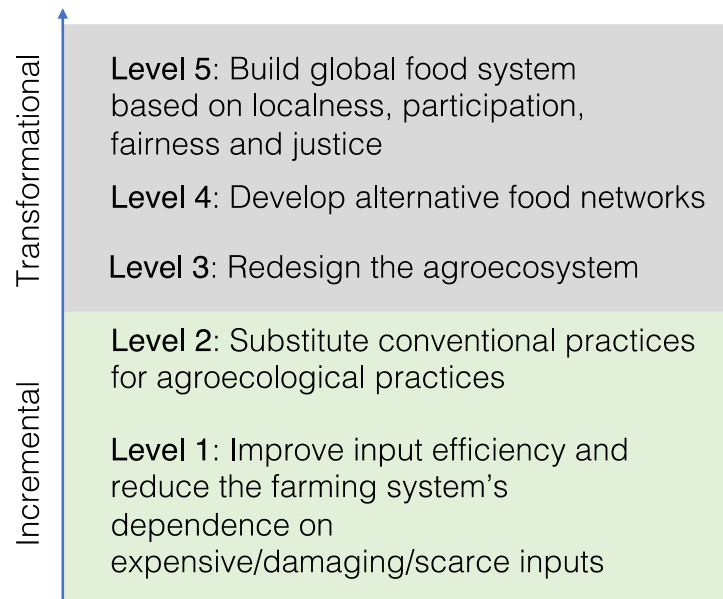 Transformational
Level 5: Build global food system
based on localness, participation,
fairness and justice
Level 4: Develop alternative food networks
Level 3: Redesign the agroecosystem
Incremental
Level 2: Substitute conventional practices
for agroecological practices
Level 1: Improve input efficiency and
reduce the farming system’s
dependence on
expensive/damaging/scarce inputs